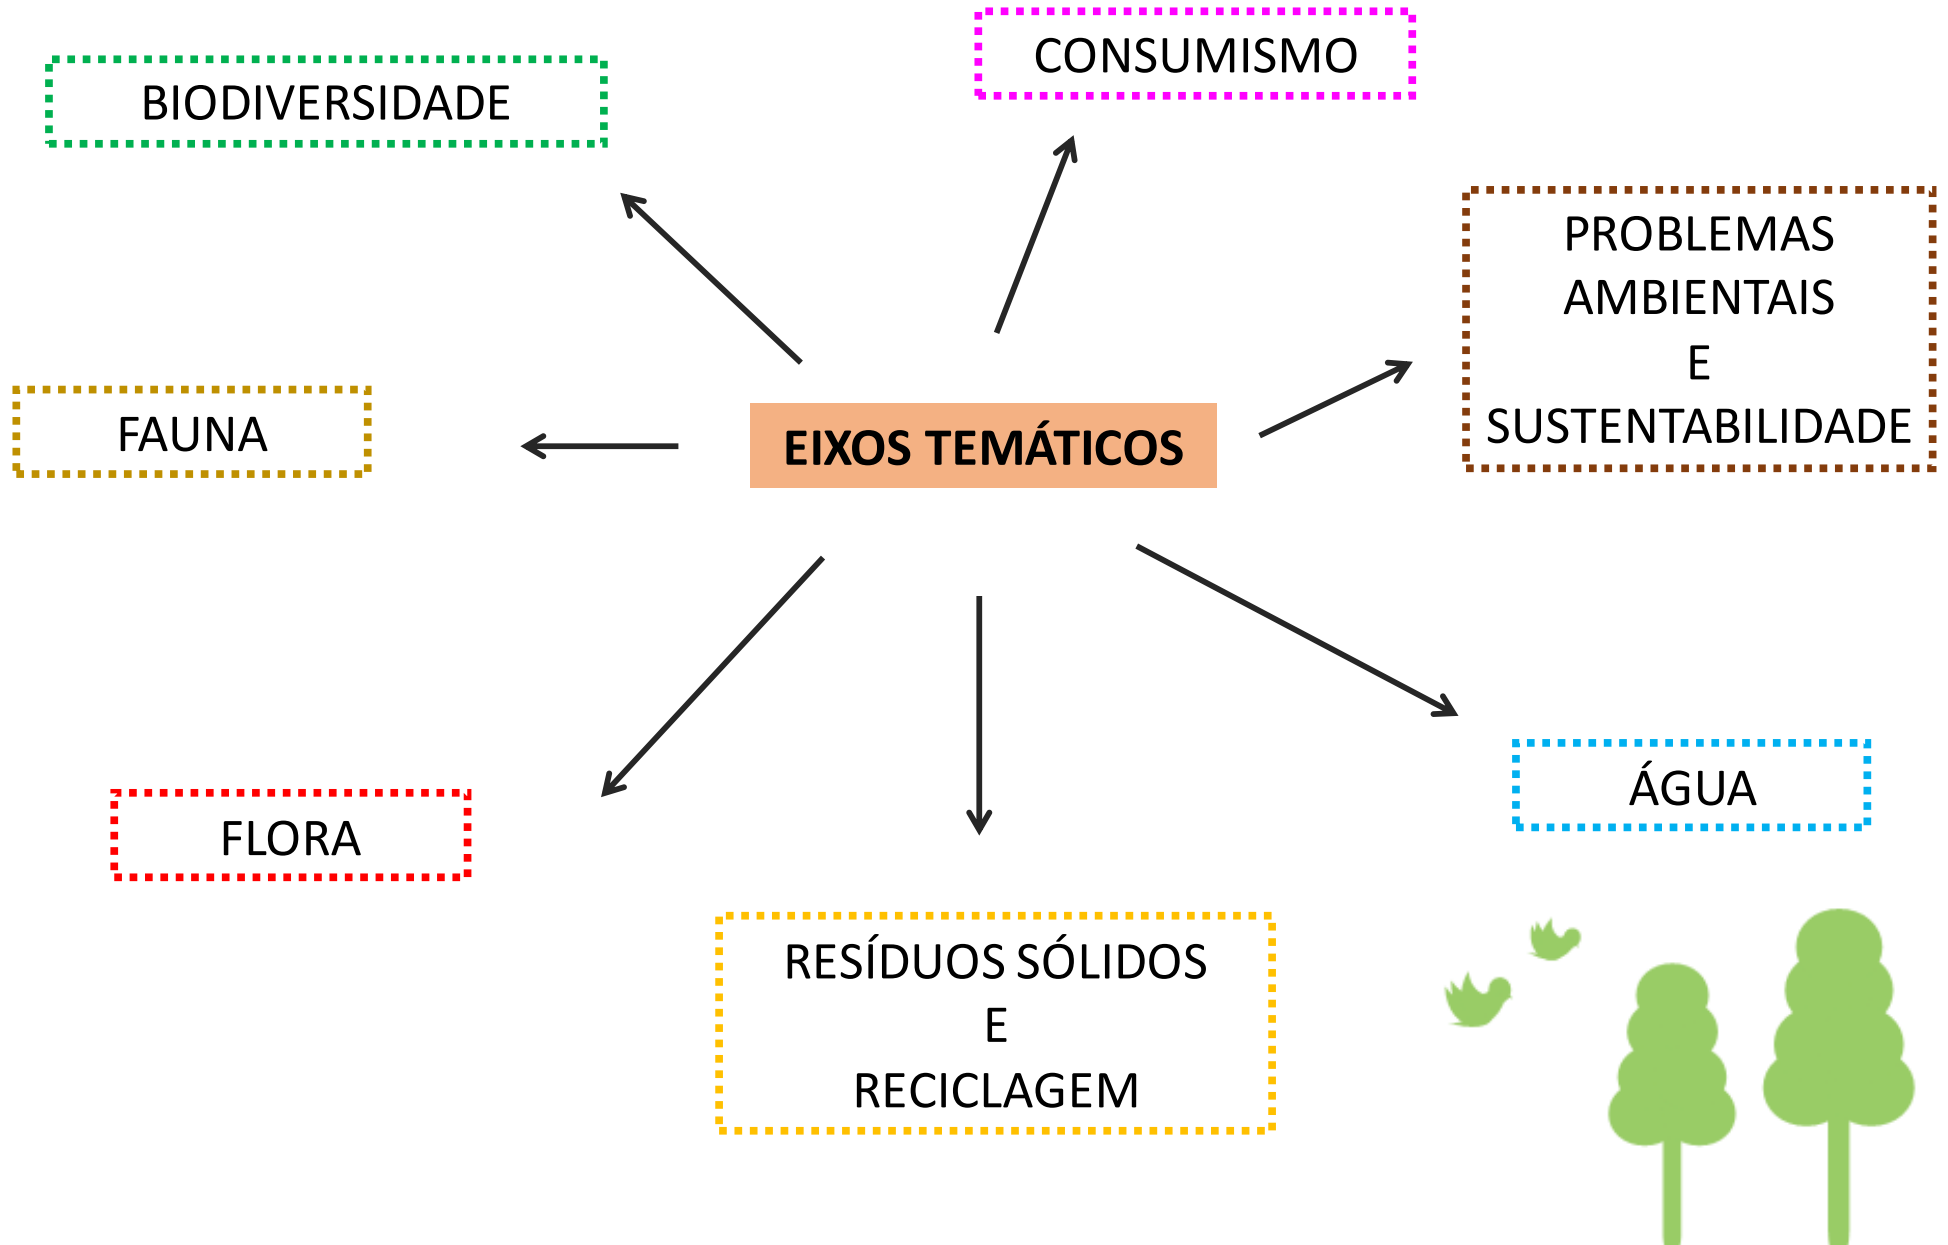 CONSUMISMO
BIODIVERSIDADE
PROBLEMAS
AMBIENTAIS
E
SUSTENTABILIDADE
FAUNA
EIXOS TEMÁTICOS
ÁGUA
FLORA
RESÍDUOS SÓLIDOS
E
RECICLAGEM